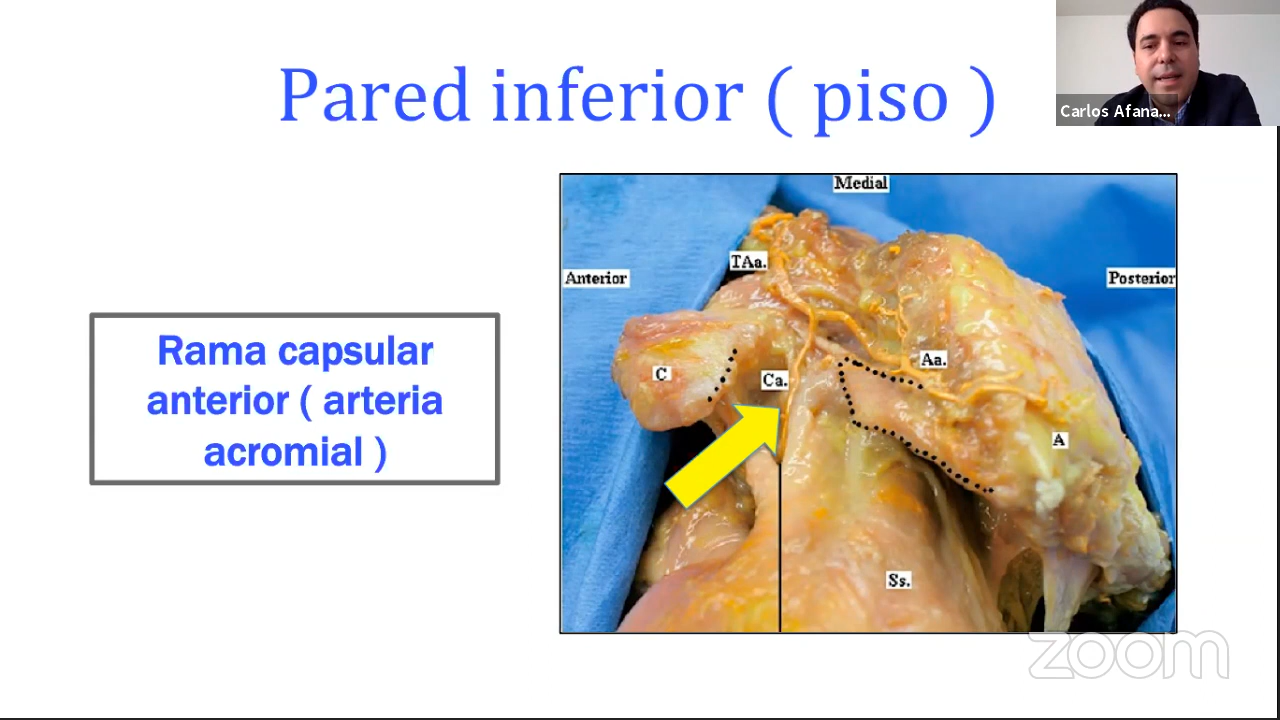 Pared inferior ( piso )
Carlos Afana...
Rama capsular
anterior ( arteria
acromial )
Medial
TAa.
Anterior
Posterior
Aa.
C
Ca.
A
Ss.
zoom